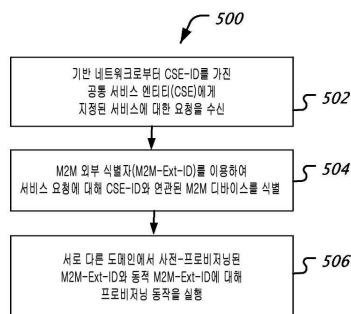 500
기반 네트워크로부터 CSE-ID를 가진
공통 서비스 엔티티(CSE)에게
지정된 서비스에 대한 요청을 수신
502
M2M 외부 식별자(M2M-Ext-ID)를 이용하여
서비스 요청에 대해 CSE-ID와 연관된 M2M 디바이스를 식별
504
서로 다른 도메인에서 사전-프로비저닝된
M2M-Ext-ID와 동적 M2M-Ext-ID에 대해
프로비저닝 동작을 실행
506